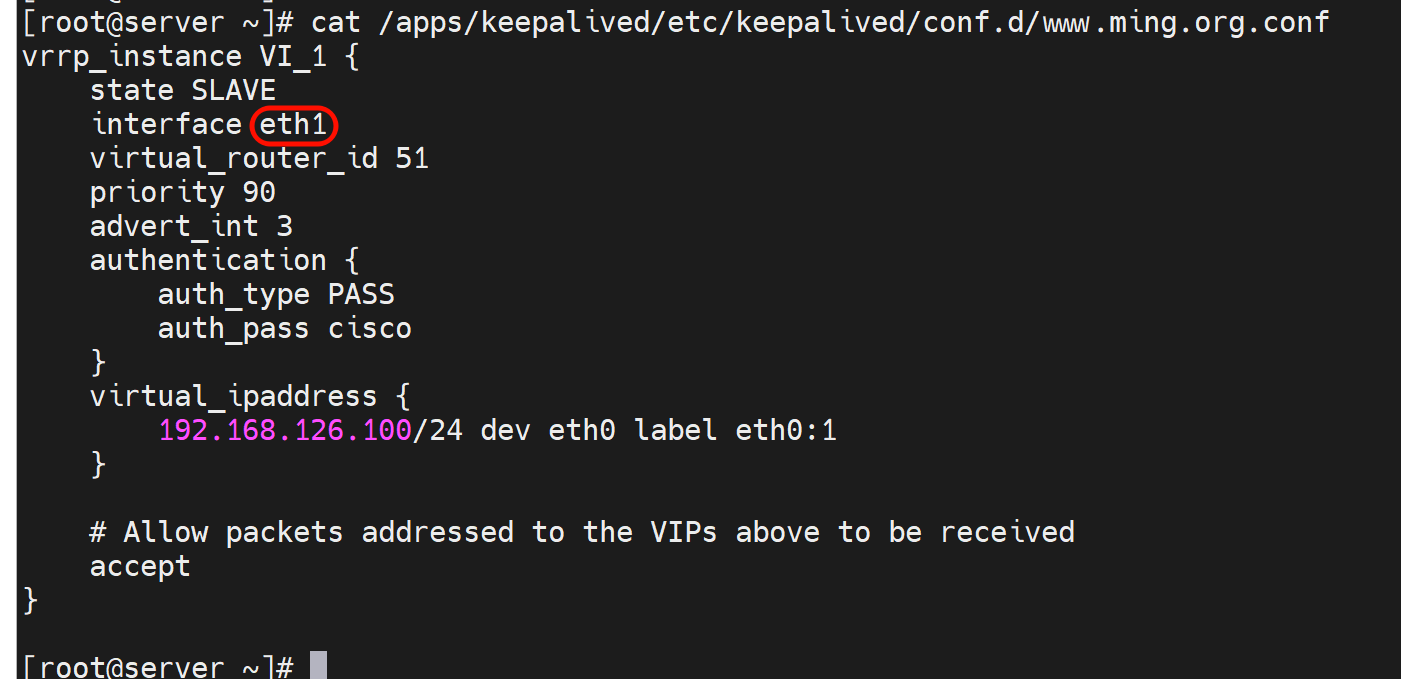 [root@server ~]# cat /apps/keepalived/etc/keepalived/conf.d/www.ming.org.conf
vrrp_instance VI_1 {
    state SLAVE
    interface eth1
    virtual_router_id 51
    priority 90
    advert_int 3
    authentication {
        auth_type PASS
        auth_pass cisco
    }
    virtual_ipaddress {
        192.168.126.100/24 dev eth0 label eth0:1
    }

    # Allow packets addressed to the VIPs above to be received
    accept
}

[root@server ~]#